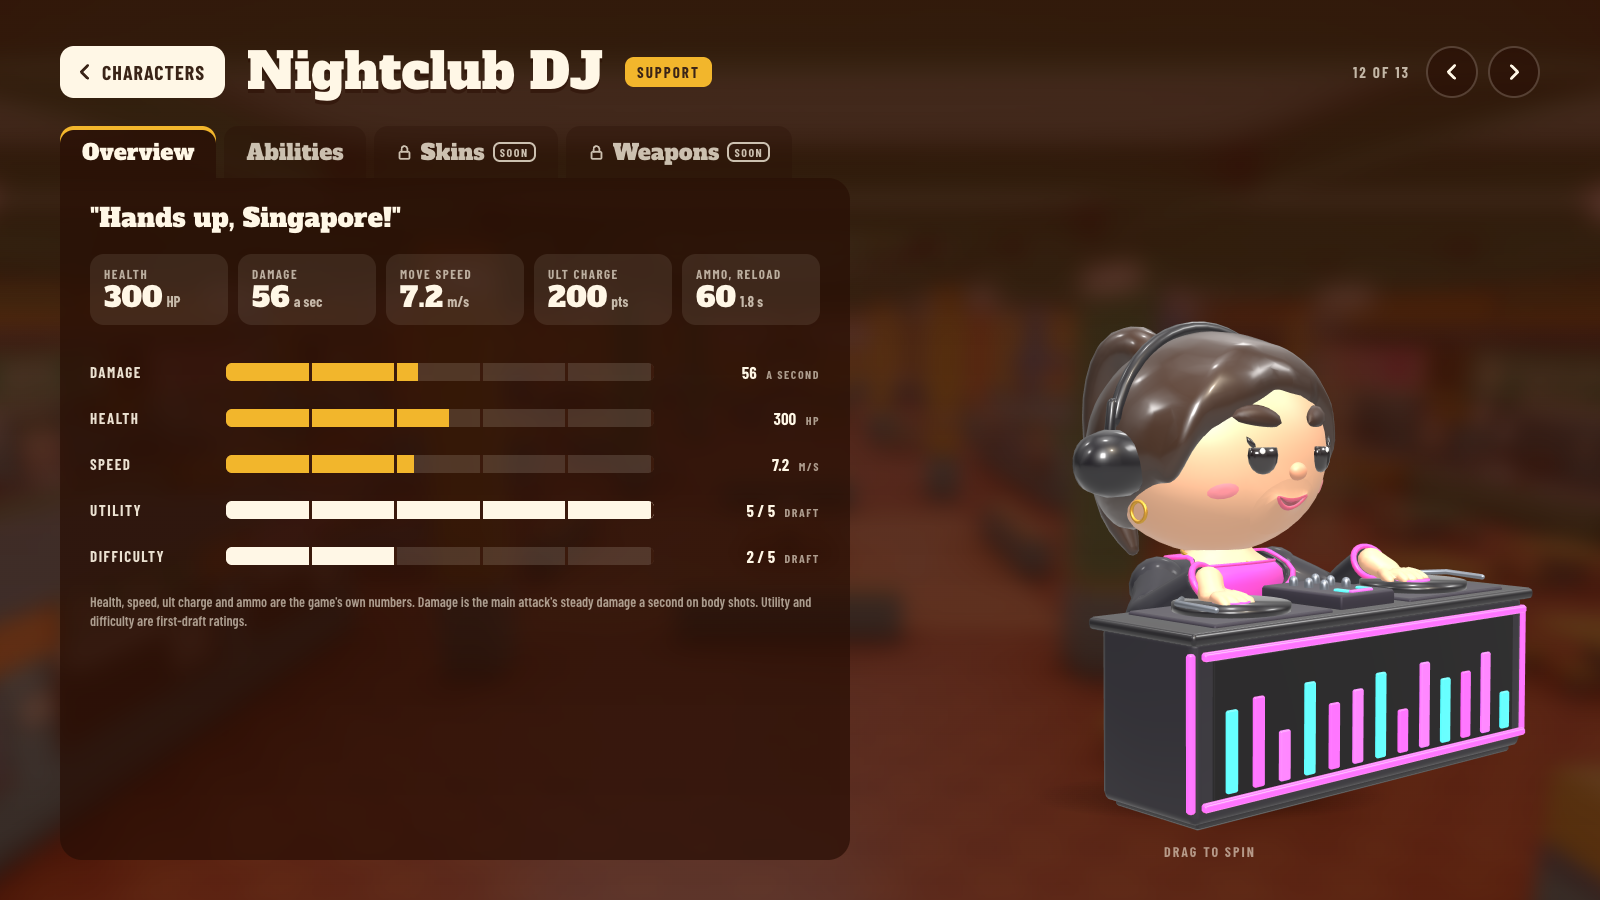 CHARACTERS
Nightclub DJ
SUPPORT
12 OF 13
Overview
Abilities
Skins SOON
Weapons SOON
"Hands up, Singapore!"
HEALTH
300 HP
DAMAGE
56 a sec
MOVE SPEED
7.2 m/s
ULT CHARGE
200 pts
AMMO, RELOAD
60 1.8 s
DAMAGE 56 A SECOND
HEALTH 300 HP
SPEED 7.2 M/S
UTILITY 5 / 5 DRAFT
DIFFICULTY 2 / 5 DRAFT
Health, speed, ult charge and ammo are the game's own numbers. Damage is the main attack's steady damage a second on body shots. Utility and
difficulty are first-draft ratings.
DRAG TO SPIN